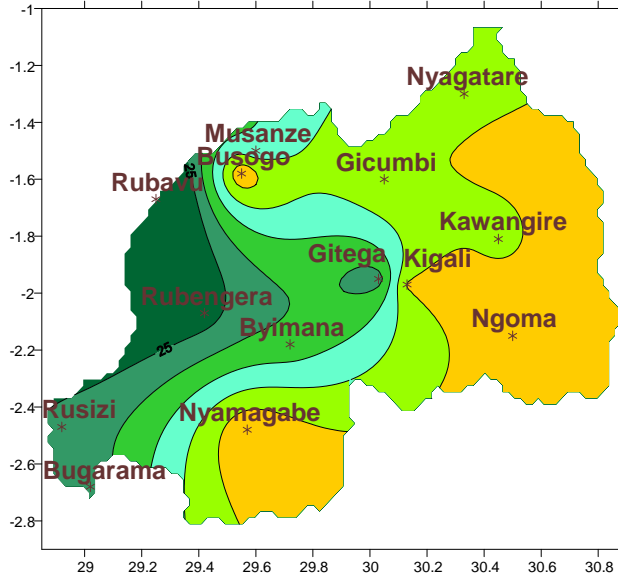 -1
-1.2
-1.4
-1.6
-1.8
-2
-2.2
-2.4
-2.6
-2.8
Nyagatare
Musanze
Busogo
Gicumbi
Rubavu
25
Kawangire
Gitega
Kigali
Rubengera
Ngoma
Byimana
25
Rusizi
Nyamagabe
Bugarama
29 29.2 29.4 29.6 29.8 30 30.2 30.4 30.6 30.8